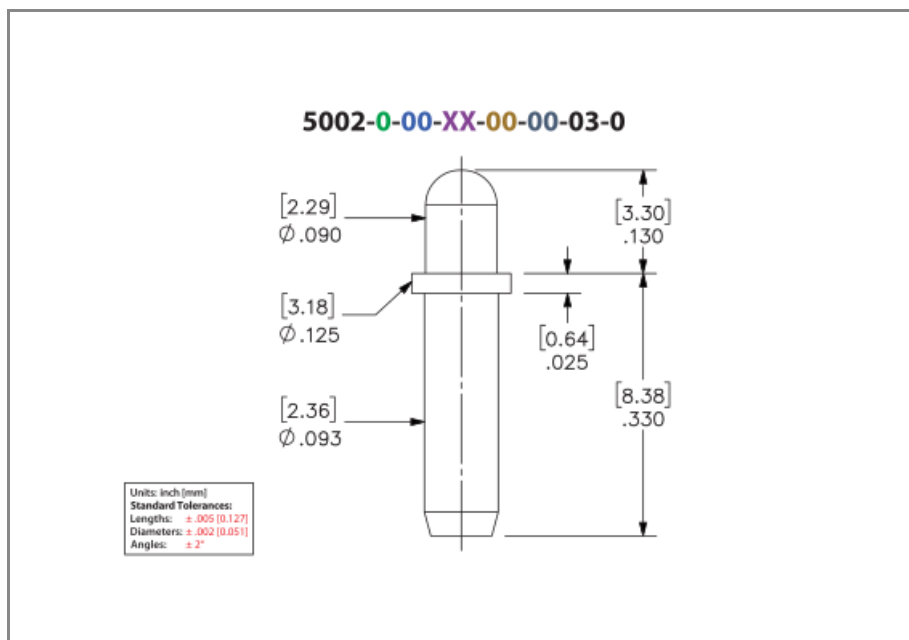 5002-0-00-XX-00-00-03-0
[2.29]
Ø.090
[3.30]
.130
[3.18]
Ø.125
[0.64]
.025
[8.38]
.330
[2.36]
Ø.093
Units: inch [mm]
Standard Tolerances:
Lengths: ± .005 [0.127]
Diameters: ± .002 [0.051]
Angles: ± 2°